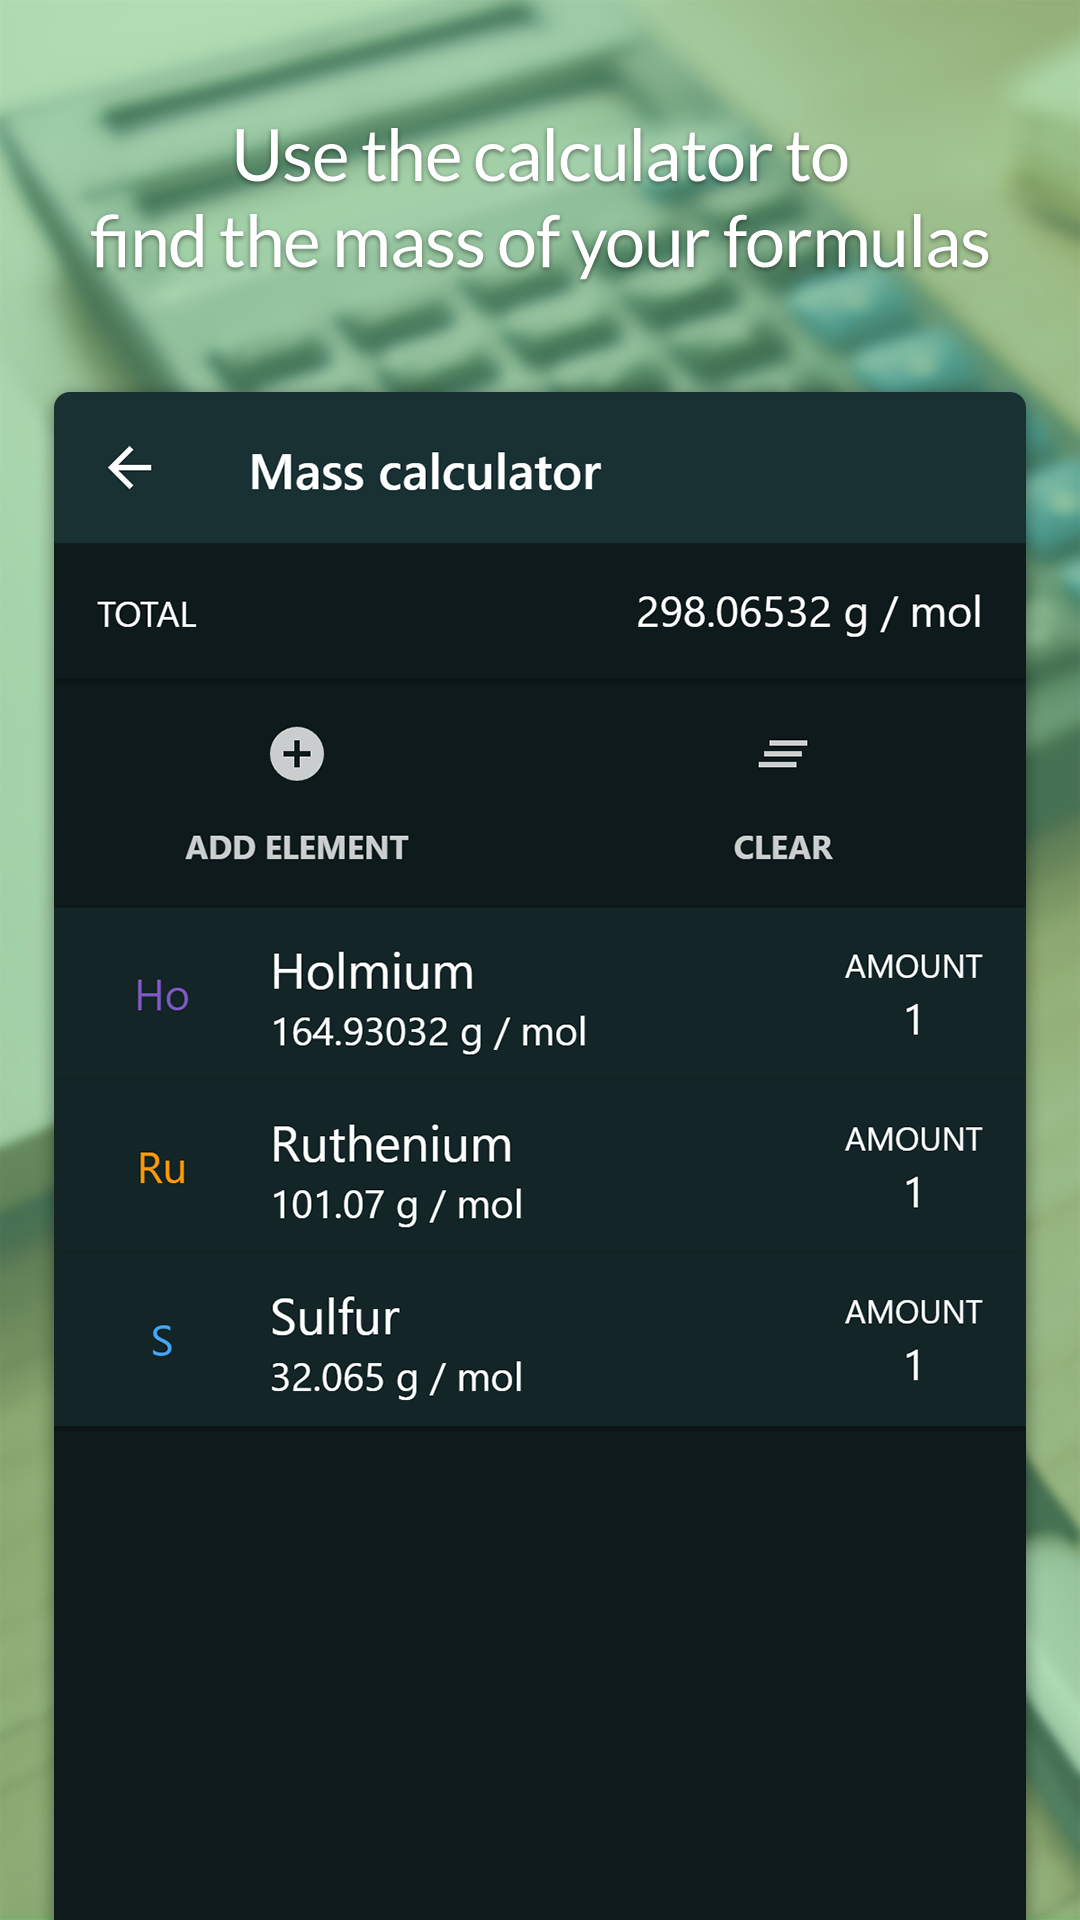 Use the calculator to
find the mass of your formulas
Mass calculator
TOTAL 298.06532 g / mol
ADD ELEMENT CLEAR
Ho Holmium AMOUNT
164.93032 g / mol 1
Ru Ruthenium AMOUNT
101.07 g / mol 1
S Sulfur AMOUNT
32.065 g / mol 1